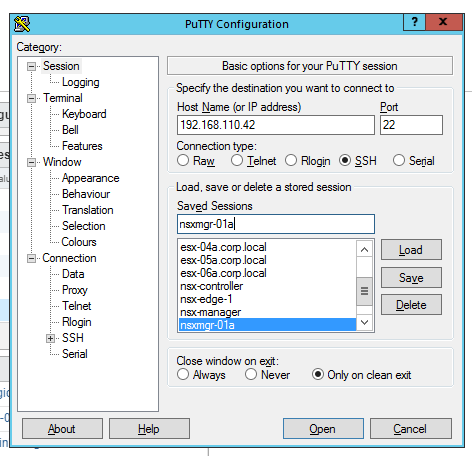 PuTTY Configuration
?
X
Category:
Session
Logging
Terminal
Keyboard
Bell
Features
Window
Appearance
Behaviour
Translation
Selection
Colours
Connection
Data
Proxy
Telnet
Rlogin
SSH
Serial
Basic options for your PuTTY session
Specify the destination you want to connect to
Host Name (or IP address) Port
192.168.110.42 22
Connection type:
Raw Telnet Rlogin SSH Serial
Load, save or delete a stored session
Saved Sessions
nsxmgr-01a
esx-04a.corp.local
esx-05a.corp.local
esx-06a.corp.local
nsx-controller
nsx-edge-1
nsx-manager
nsxmgr-01a
Load
Save
Delete
Close window on exit:
Always Never Only on clean exit
About Help Open Cancel